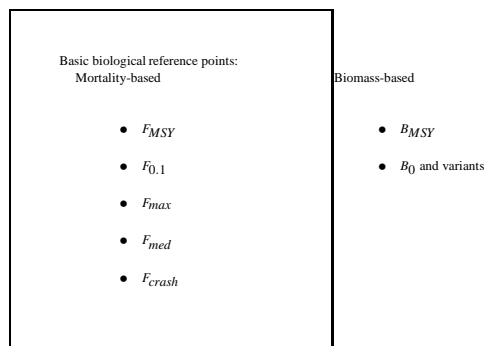 Basic biological reference points:
Mortality-based Biomass-based
● F_MSY ● B_MSY
● F_0.1 ● B_0 and variants
● F_max
● F_med
● F_crash